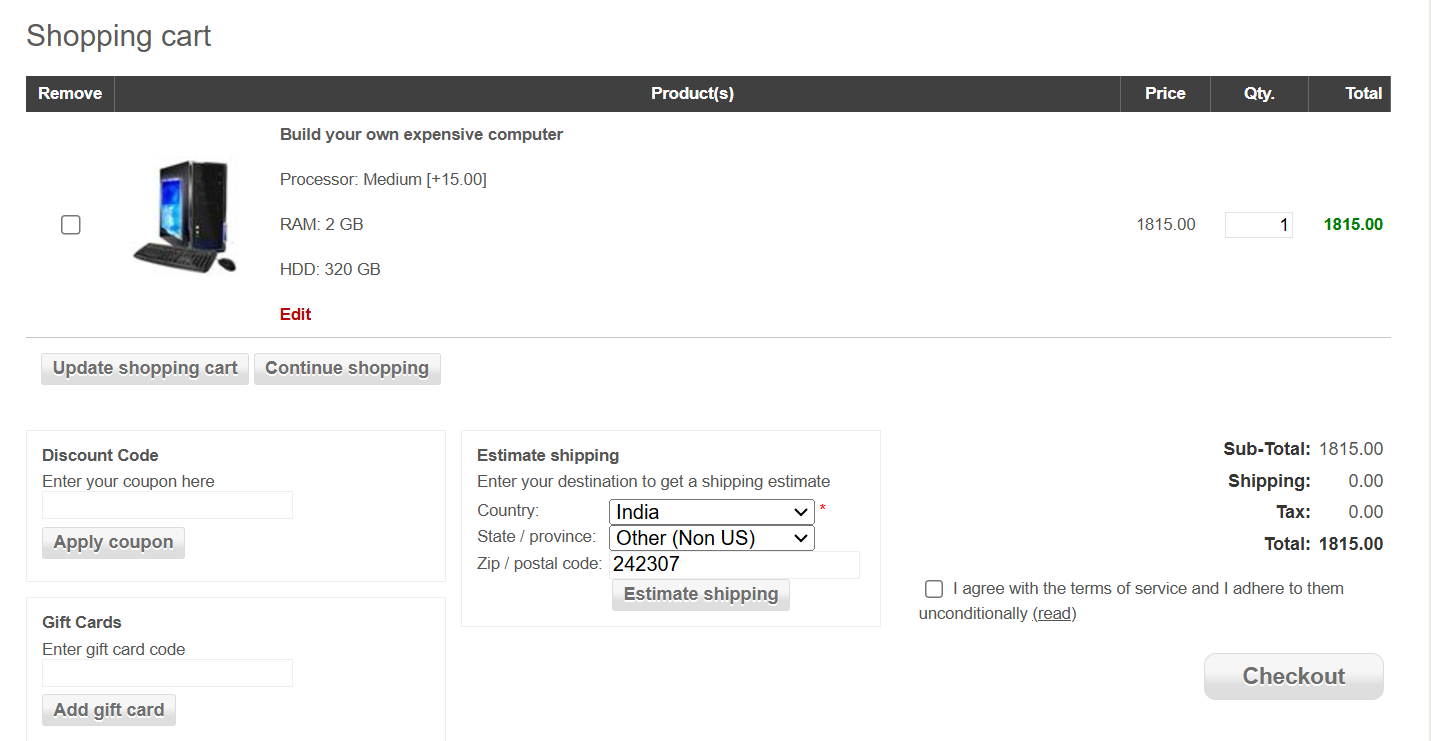 Shopping cart
Remove Product(s) Price Qty. Total
Build your own expensive computer
Processor: Medium [+15.00]
RAM: 2 GB 1815.00 1 1815.00
HDD: 320 GB
Edit
Update shopping cart Continue shopping
Discount Code
Enter your coupon here
Apply coupon
Gift Cards
Enter gift card code
Add gift card
Estimate shipping
Enter your destination to get a shipping estimate
Country: India *
State / province: Other (Non US)
Zip / postal code: 242307
Estimate shipping
Sub-Total: 1815.00
Shipping: 0.00
Tax: 0.00
Total: 1815.00
I agree with the terms of service and I adhere to them
unconditionally (read)
Checkout